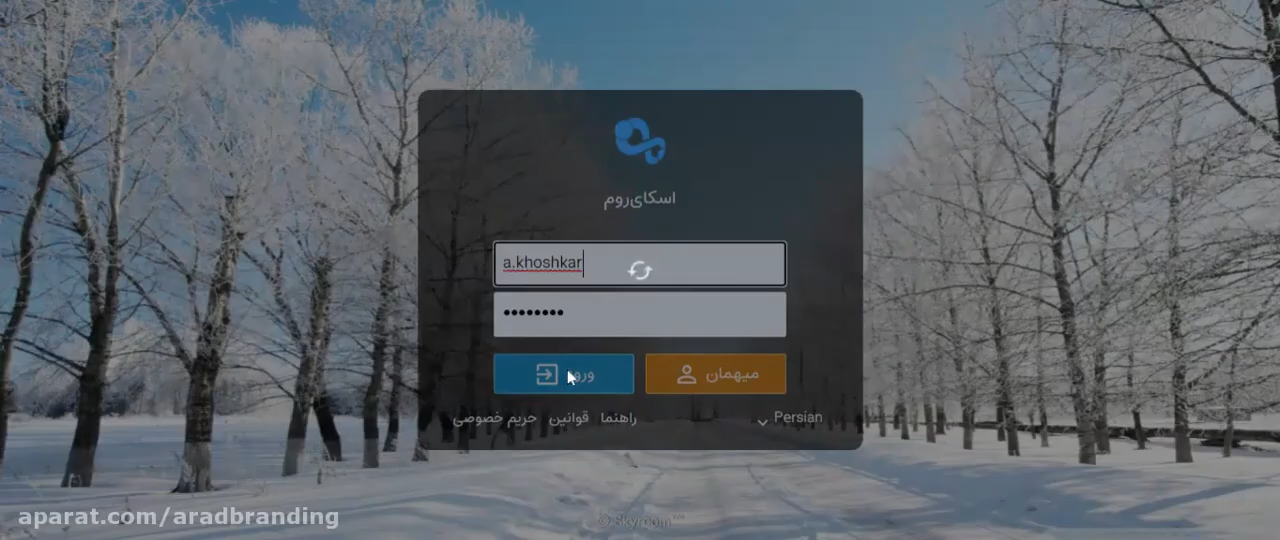 اسکای‌روم
a.khoshkar
ورود
میهمان
راهنما قوانین حریم خصوصی
Persian
© Skyroom
aparat.com/aradbranding